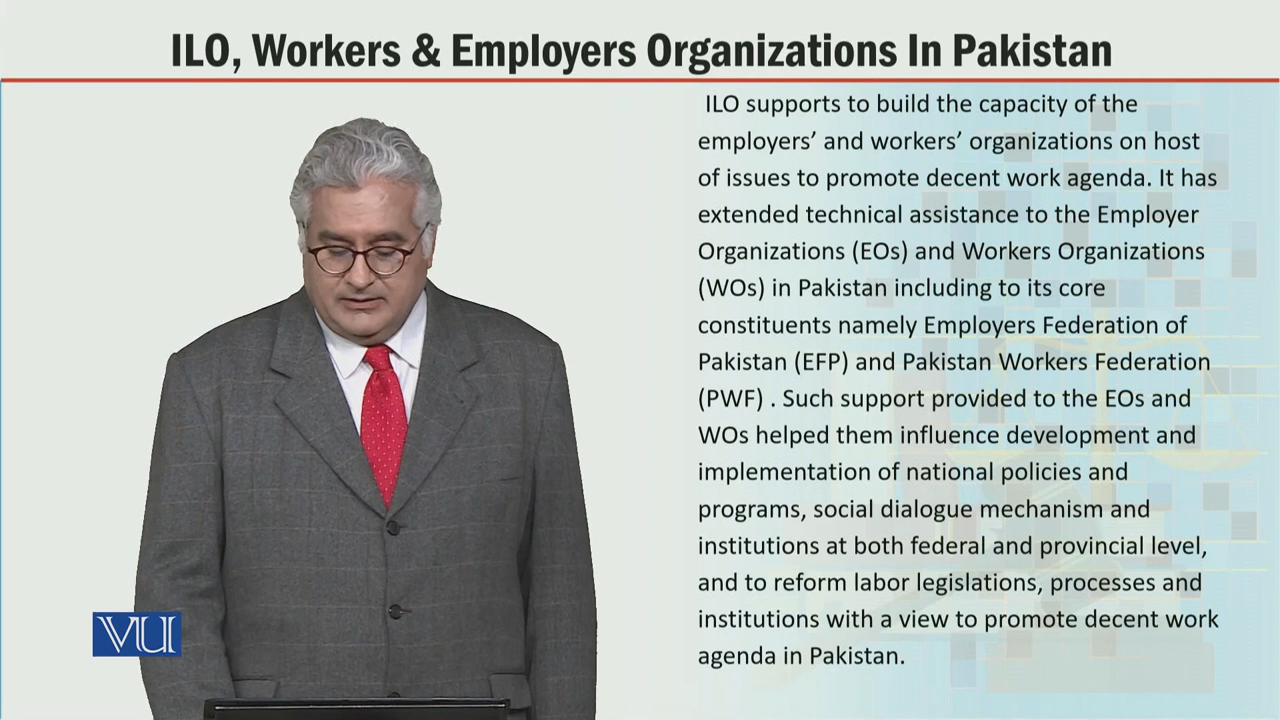 ILO, Workers & Employers Organizations In Pakistan
ILO supports to build the capacity of the
employers’ and workers’ organizations on host
of issues to promote decent work agenda. It has
extended technical assistance to the Employer
Organizations (EOs) and Workers Organizations
(WOs) in Pakistan including to its core
constituents namely Employers Federation of
Pakistan (EFP) and Pakistan Workers Federation
(PWF) . Such support provided to the EOs and
WOs helped them influence development and
implementation of national policies and
programs, social dialogue mechanism and
institutions at both federal and provincial level,
and to reform labor legislations, processes and
institutions with a view to promote decent work
agenda in Pakistan.
VU